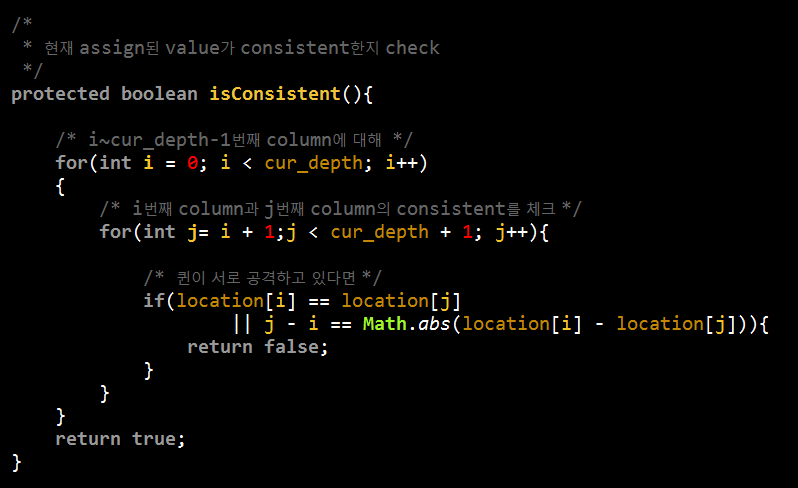 /*
 * 현재 assign된 value가 consistent한지 check
 */
protected boolean isConsistent(){
/* i~cur_depth-1번째 column에 대해 */
for(int i = 0; i < cur_depth; i++)
{
/* i번째 column과 j번째 column의 consistent를 체크 */
for(int j= i + 1;j < cur_depth + 1; j++){
/* 퀸이 서로 공격하고 있다면 */
if(location[i] == location[j]
|| j - i == Math.abs(location[i] - location[j])){
return false;
}
}
}
return true;
}